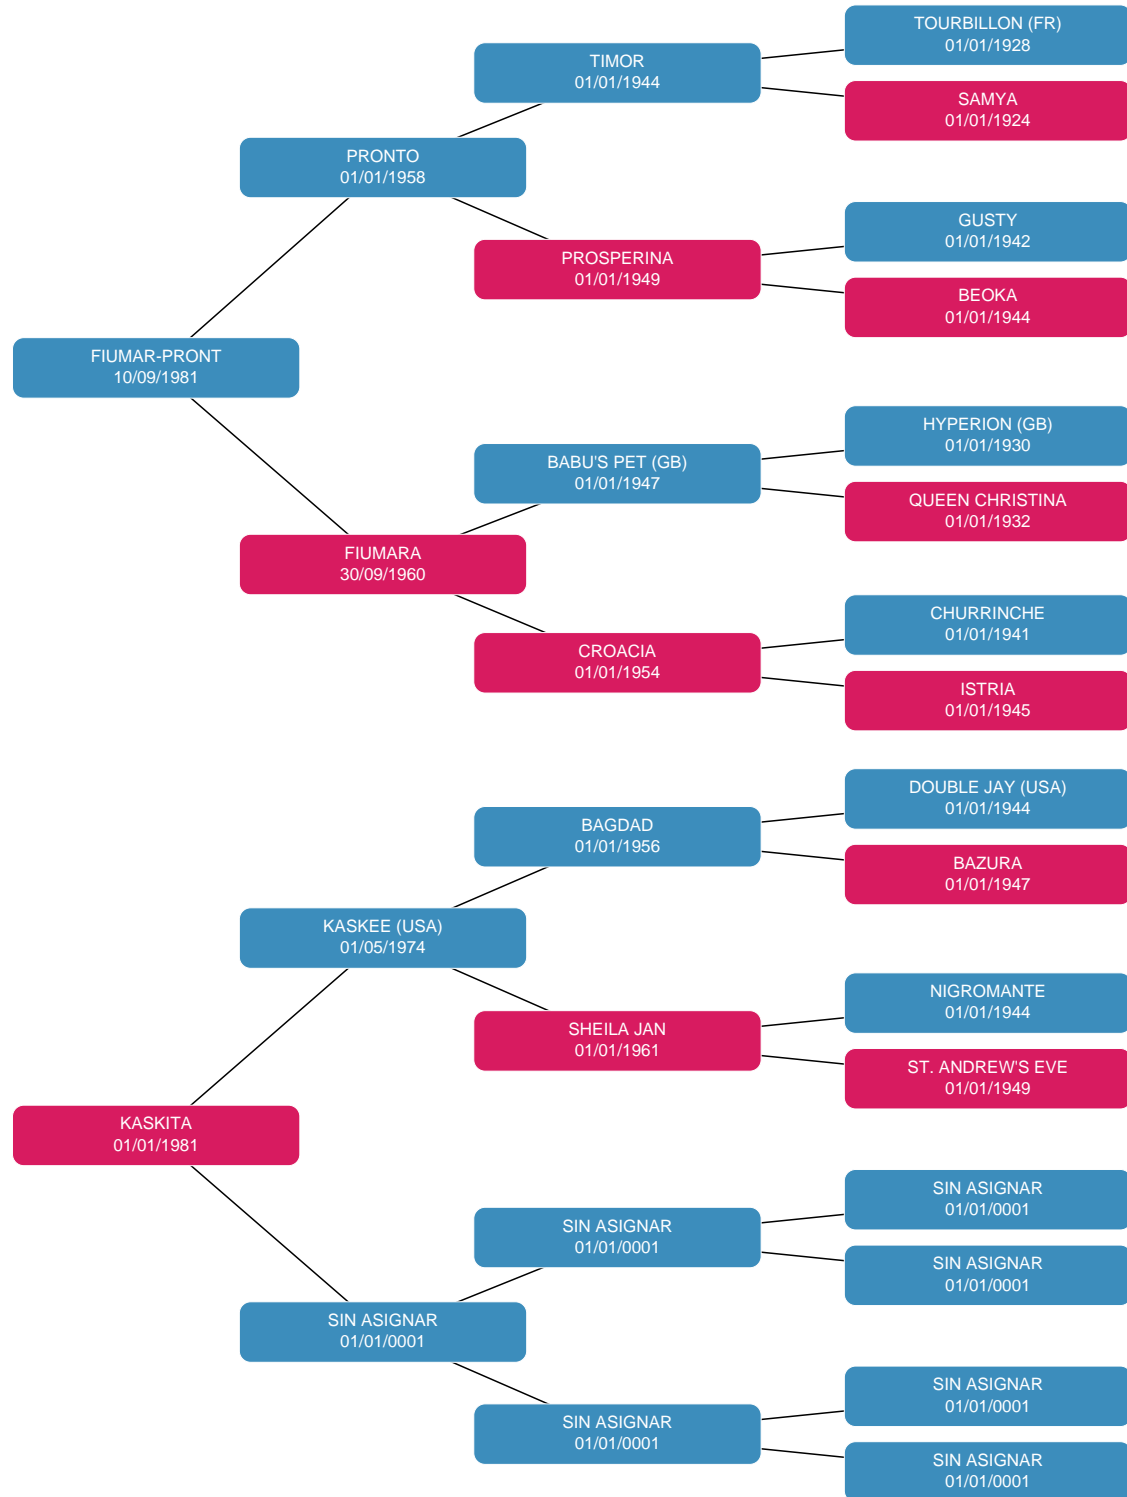 TOURBILLON (FR)
01/01/1928
TIMOR
01/01/1944
SAMYA
01/01/1924
PRONTO
01/01/1958
GUSTY
01/01/1942
PROSPERINA
01/01/1949
BEOKA
01/01/1944
FIUMAR-PRONT
10/09/1981
HYPERION (GB)
01/01/1930
BABU'S PET (GB)
01/01/1947
QUEEN CHRISTINA
01/01/1932
FIUMARA
30/09/1960
CHURRINCHE
01/01/1941
CROACIA
01/01/1954
ISTRIA
01/01/1945
DOUBLE JAY (USA)
01/01/1944
BAGDAD
01/01/1956
BAZURA
01/01/1947
KASKEE (USA)
01/05/1974
NIGROMANTE
01/01/1944
SHEILA JAN
01/01/1961
ST. ANDREW'S EVE
01/01/1949
KASKITA
01/01/1981
SIN ASIGNAR
01/01/0001
SIN ASIGNAR
01/01/0001
SIN ASIGNAR
01/01/0001
SIN ASIGNAR
01/01/0001
SIN ASIGNAR
01/01/0001
SIN ASIGNAR
01/01/0001
SIN ASIGNAR
01/01/0001